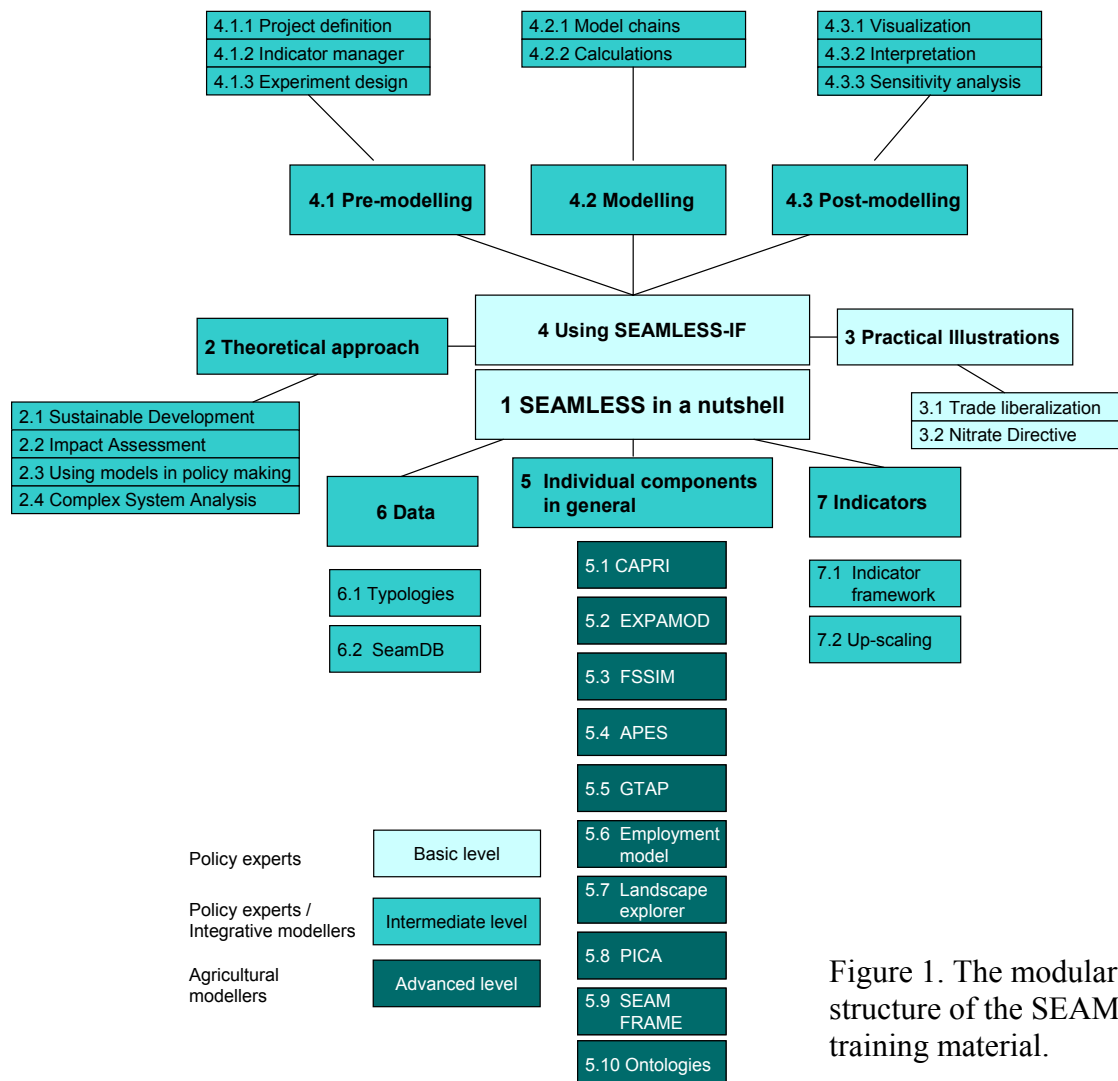 4.1.1 Project definition
4.1.2 Indicator manager
4.1.3 Experiment design
4.2.1 Model chains
4.2.2 Calculations
4.3.1 Visualization
4.3.2 Interpretation
4.3.3 Sensitivity analysis
4.1 Pre-modelling
4.2 Modelling
4.3 Post-modelling
4 Using SEAMLESS-IF
2 Theoretical approach
3 Practical Illustrations
1 SEAMLESS in a nutshell
2.1 Sustainable Development
2.2 Impact Assessment
2.3 Using models in policy making
2.4 Complex System Analysis
3.1 Trade liberalization
3.2 Nitrate Directive
6 Data
5 Individual components
in general
7 Indicators
6.1 Typologies
6.2 SeamDB
5.1 CAPRI
5.2 EXPAMOD
5.3 FSSIM
5.4 APES
5.5 GTAP
5.6 Employment
model
5.7 Landscape
explorer
5.8 PICA
5.9 SEAM
FRAME
5.10 Ontologies
7.1 Indicator
framework
7.2 Up-scaling
Policy experts
Basic level
Policy experts /
Integrative modellers
Intermediate level
Agricultural
modellers
Advanced level
Figure 1. The modular
structure of the SEAM
training material.